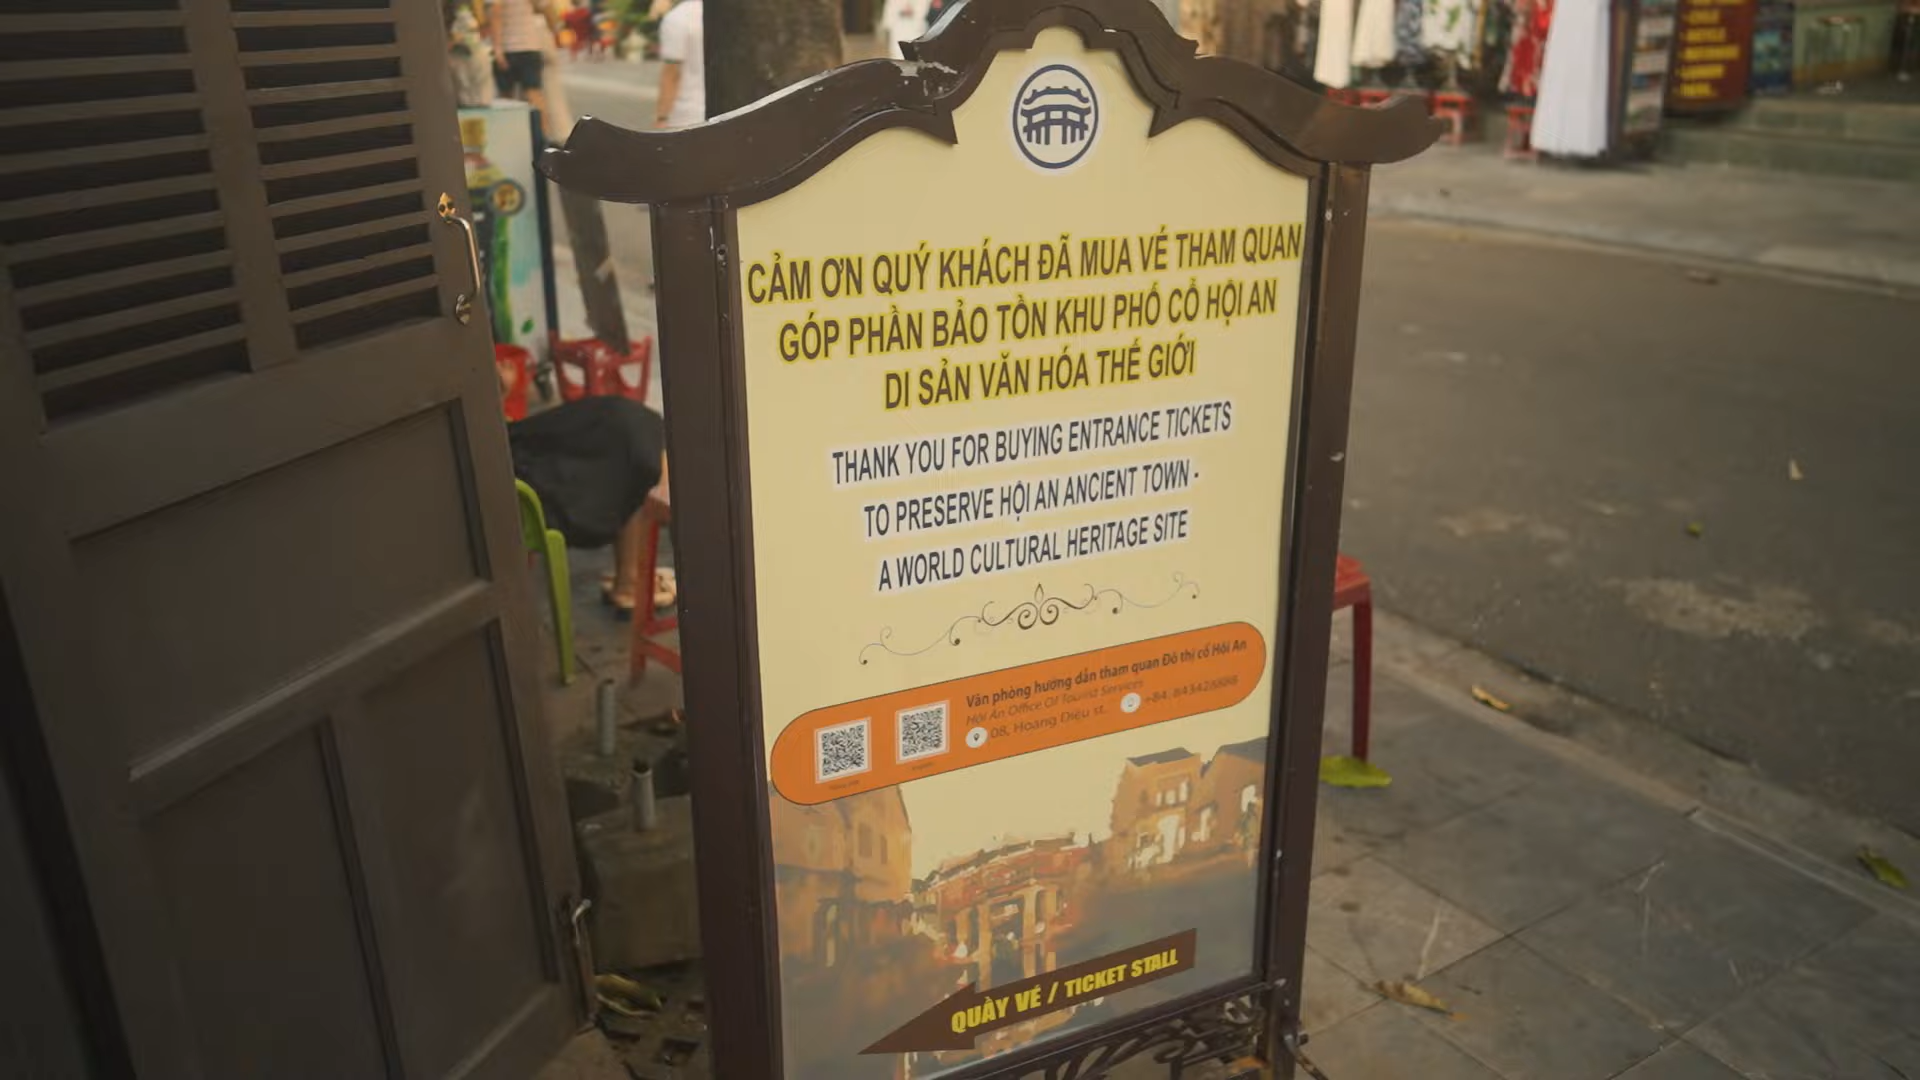 CẢM ƠN QUÝ KHÁCH ĐÃ MUA VÉ THAM QUAN
GÓP PHẦN BẢO TỒN KHU PHỐ CỔ HỘI AN
DI SẢN VĂN HÓA THẾ GIỚI
THANK YOU FOR BUYING ENTRANCE TICKETS
TO PRESERVE HỘI AN ANCIENT TOWN -
A WORLD CULTURAL HERITAGE SITE
Văn phòng hướng dẫn tham quan Đô thị cổ Hội An
Hội An Office Of Tourist Services
08, Hoàng Diệu st.
QUẦY VÉ / TICKET STALL